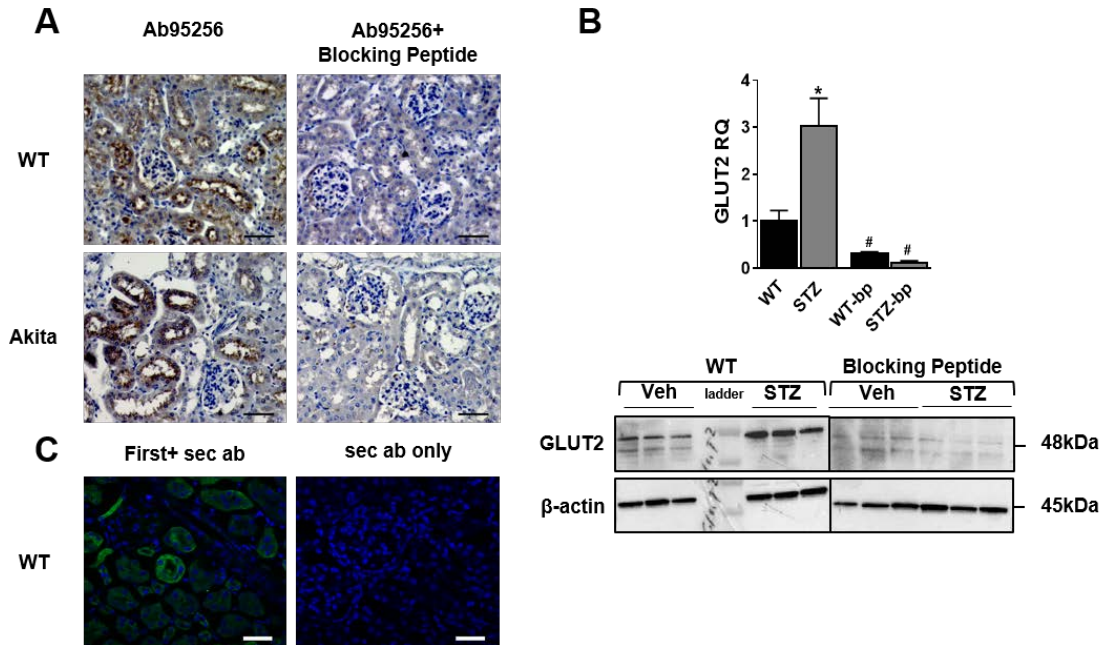 A
Ab95256
Ab95256+
Blocking Peptide
WT
Akita
B
GLUT2 RQ
4
3
2
1
0
*
#
#
WT
STZ
WT-bp
STZ-bp
WT
Blocking Peptide
Veh
ladder
STZ
Veh
STZ
GLUT2
48kDa
β-actin
45kDa
C
First+ sec ab
sec ab only
WT